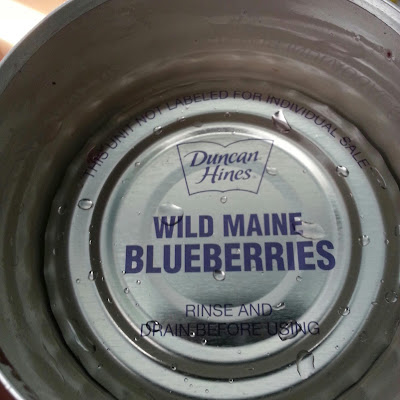 THIS UNIT NOT LABELED FOR INDIVIDUAL SALE
Duncan
Hines
WILD MAINE
BLUEBERRIES
RINSE AND
DRAIN BEFORE USING